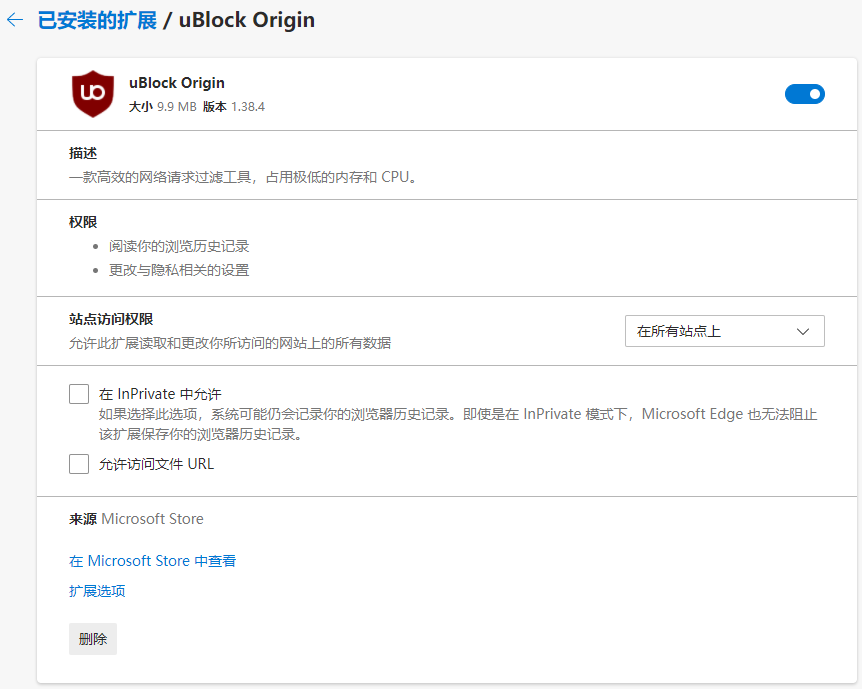 已安装的扩展 / uBlock Origin
uBlock Origin
大小 9.9 MB 版本 1.38.4
描述
一款高效的网络请求过滤工具，占用极低的内存和 CPU。
权限
阅读你的浏览历史记录
更改与隐私相关的设置
站点访问权限
允许此扩展读取和更改你所访问的网站上的所有数据
在所有站点上
在 InPrivate 中允许
如果选择此选项，系统可能仍会记录你的浏览器历史记录。即使是在 InPrivate 模式下，Microsoft Edge 也无法阻止
该扩展保存你的浏览器历史记录。
允许访问文件 URL
来源 Microsoft Store
在 Microsoft Store 中查看
扩展选项
删除